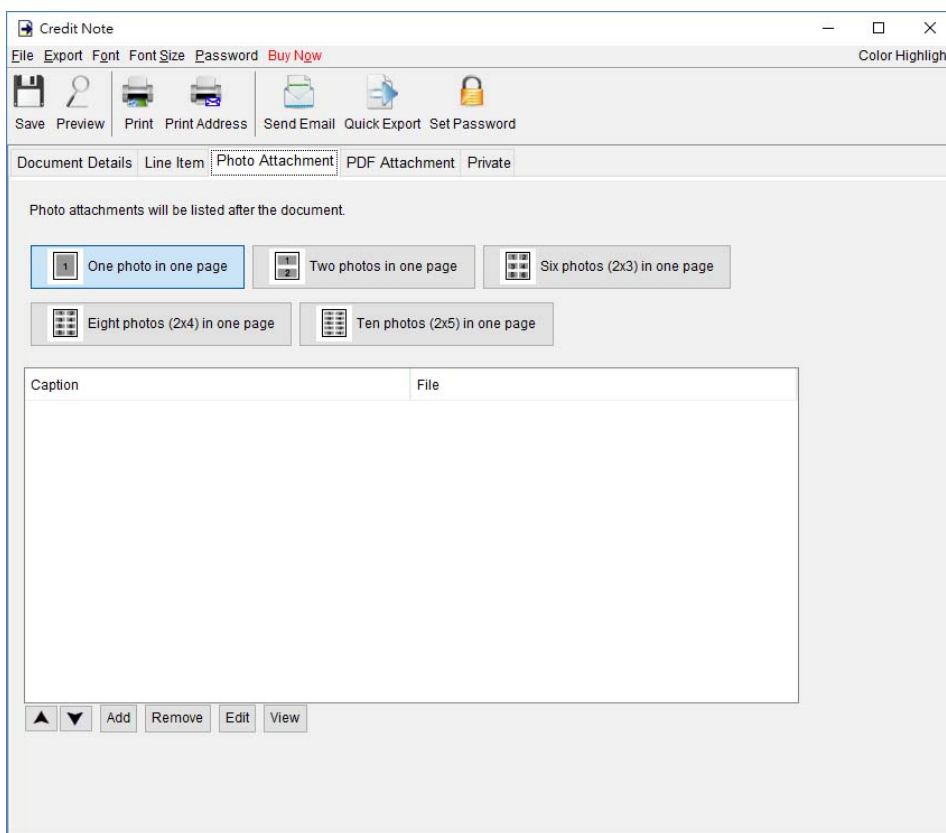 Credit Note
File Export Font Font Size Password Buy Now Color Highligh
Save Preview Print Print Address Send Email Quick Export Set Password
Document Details Line Item Photo Attachment PDF Attachment Private
Photo attachments will be listed after the document.
1 One photo in one page 1 2 Two photos in one page Six photos (2x3) in one page
Eight photos (2x4) in one page Ten photos (2x5) in one page
Caption File
Add Remove Edit View